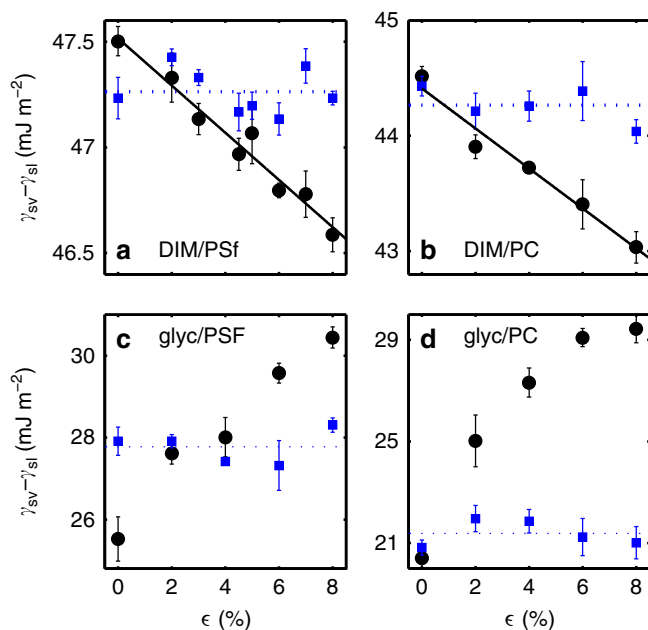 47.5
47
46.5
γsv−γsl (mJ m−2)
a DIM/PSf
45
44
43
b DIM/PC
30
28
26
γsv−γsl (mJ m−2)
c glyc/PSF
0 2 4 6 8
ϵ (%)
29
25
21
d glyc/PC
0 2 4 6 8
ϵ (%)